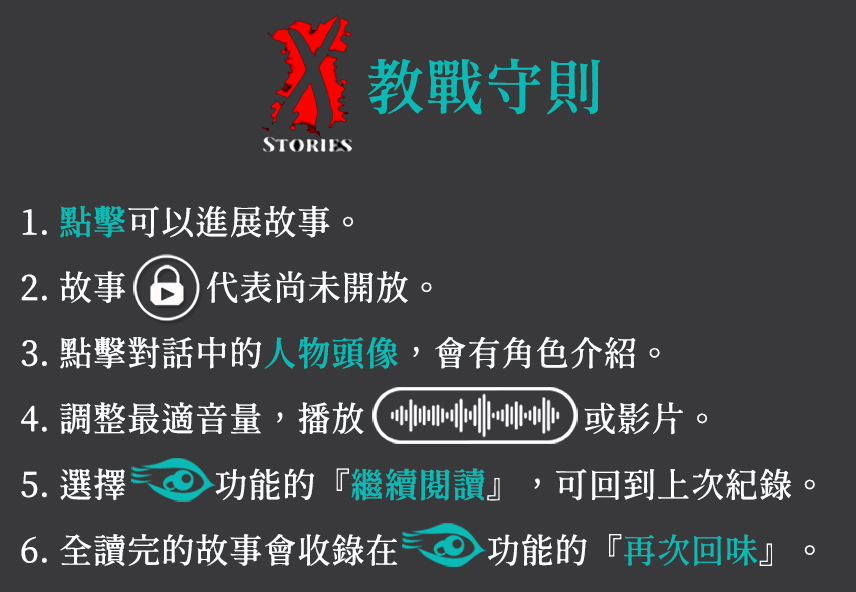 X
STORIES
教戰守則
1. 點擊可以進展故事。
2. 故事代表尚未開放。
3. 點擊對話中的人物頭像，會有角色介紹。
4. 調整最適音量，播放或影片。
5. 選擇功能的『繼續閱讀』，可回到上次紀錄。
6. 全讀完的故事會收錄在功能的『再次回味』。